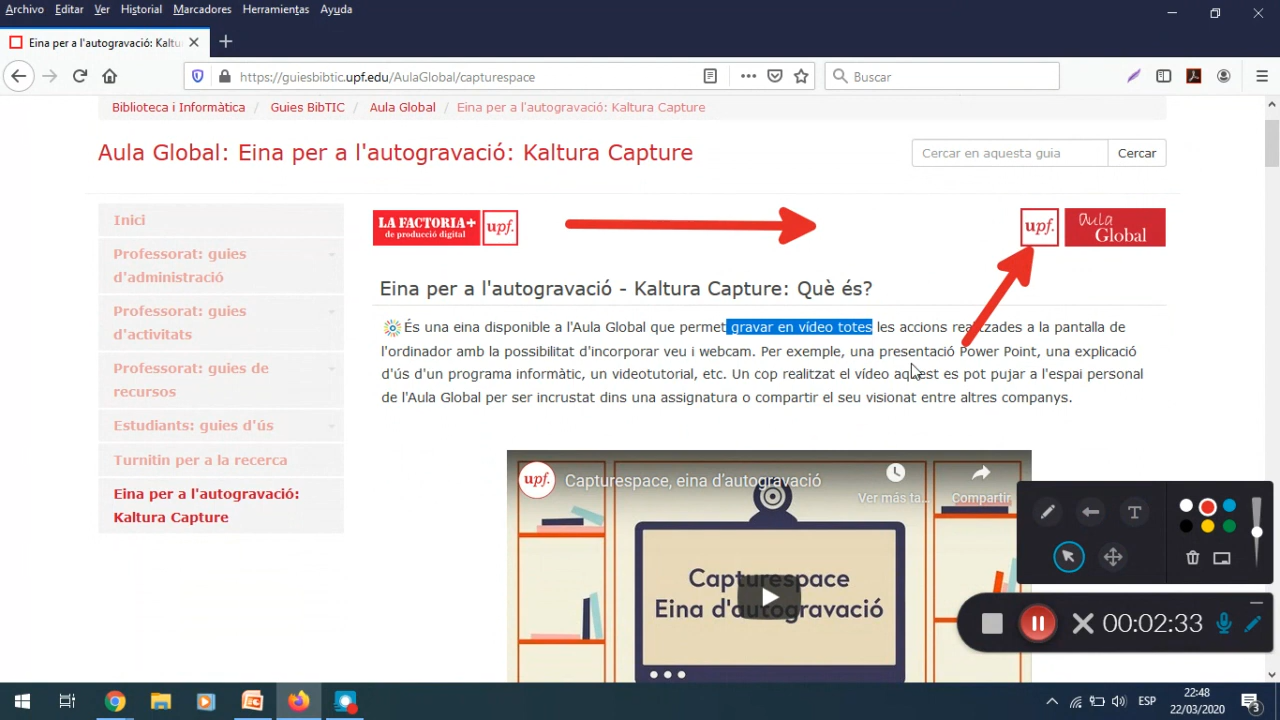 Archivo Editar Ver Historial Marcadores Herramientas Ayuda
Eina per a l'autogravació: Kaltu
https://guiesbibtic.upf.edu/AulaGlobal/capturespace
Buscar
Biblioteca i Informàtica / Guies BibTIC / Aula Global / Eina per a l'autogravació: Kaltura Capture
Aula Global: Eina per a l'autogravació: Kaltura Capture
Cercar en aquesta guia
Cercar
Inici
Professorat: guies
d'administració
Professorat: guies
d'activitats
Professorat: guies de
recursos
Estudiants: guies d'ús
Turnitin per a la recerca
Eina per a l'autogravació:
Kaltura Capture
LA FACTORIA+
de producció digital
upf.
upf.
Aula
Global
Eina per a l'autogravació - Kaltura Capture: Què és?
És una eina disponible a l'Aula Global que permet gravar en vídeo totes les accions realitzades a la pantalla de
l'ordinador amb la possibilitat d'incorporar veu i webcam. Per exemple, una presentació Power Point, una explicació
d'ús d'un programa informàtic, un videotutorial, etc. Un cop realitzat el vídeo aquest es pot pujar a l'espai personal
de l'Aula Global per ser incrustat dins una assignatura o compartir el seu visionat entre altres companys.
upf.
Capturespace, eina d'autogravació
Ver más ta...
Compartir
Capturespace
Eina d'autogravació
T
00:02:33
ESP
22:48
22/03/2020
3